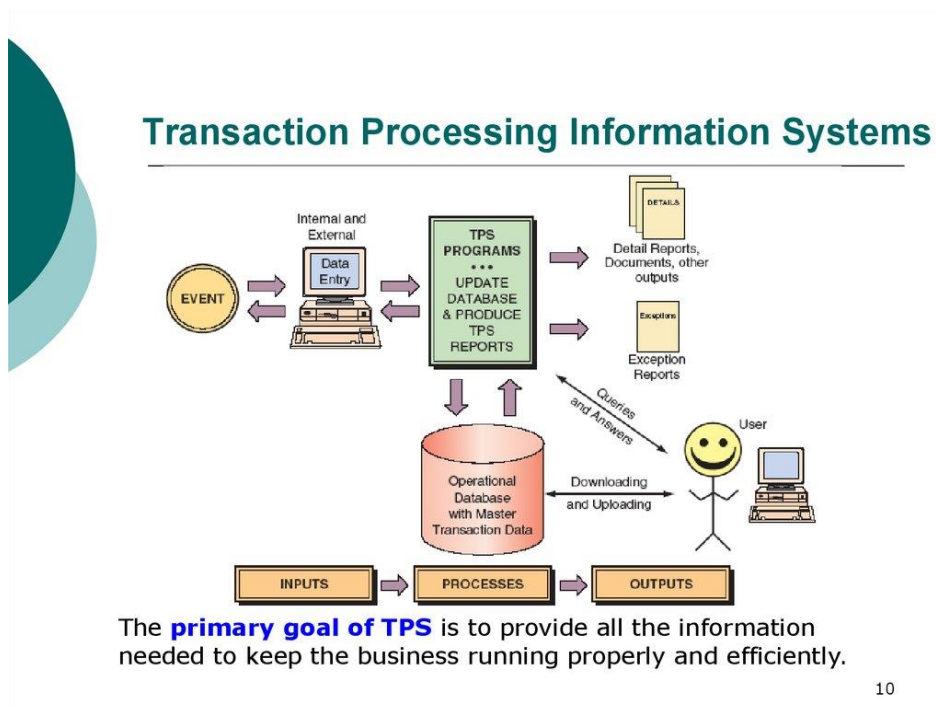 Transaction Processing Information Systems
Internal and
External
Data
Entry
EVENT
TPS
PROGRAMS
•••
UPDATE
DATABASE
& PRODUCE
TPS
REPORTS
DETAILS
Detail Reports,
Documents, other
outputs
Exceptions
Exception
Reports
Queries
and Answers
User
Operational
Database
with Master
Transaction Data
Downloading
and Uploading
INPUTS
PROCESSES
OUTPUTS
The primary goal of TPS is to provide all the information
needed to keep the business running properly and efficiently.
10